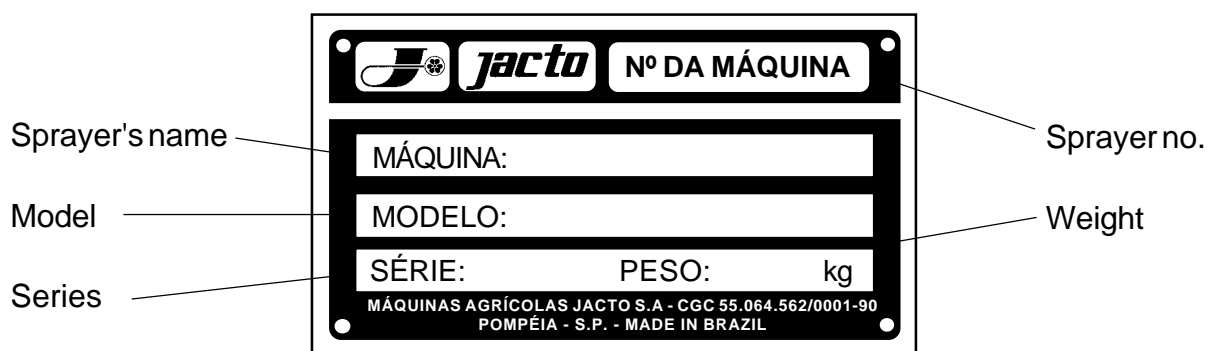 Jacto Nº DA MÁQUINA
Sprayer's name
Sprayer no.
MÁQUINA:
Model
MODELO:
Weight
Series
SÉRIE: PESO: kg
MÁQUINAS AGRÍCOLAS JACTO S.A - CGC 55.064.562/0001-90
POMPÉIA - S.P. - MADE IN BRAZIL